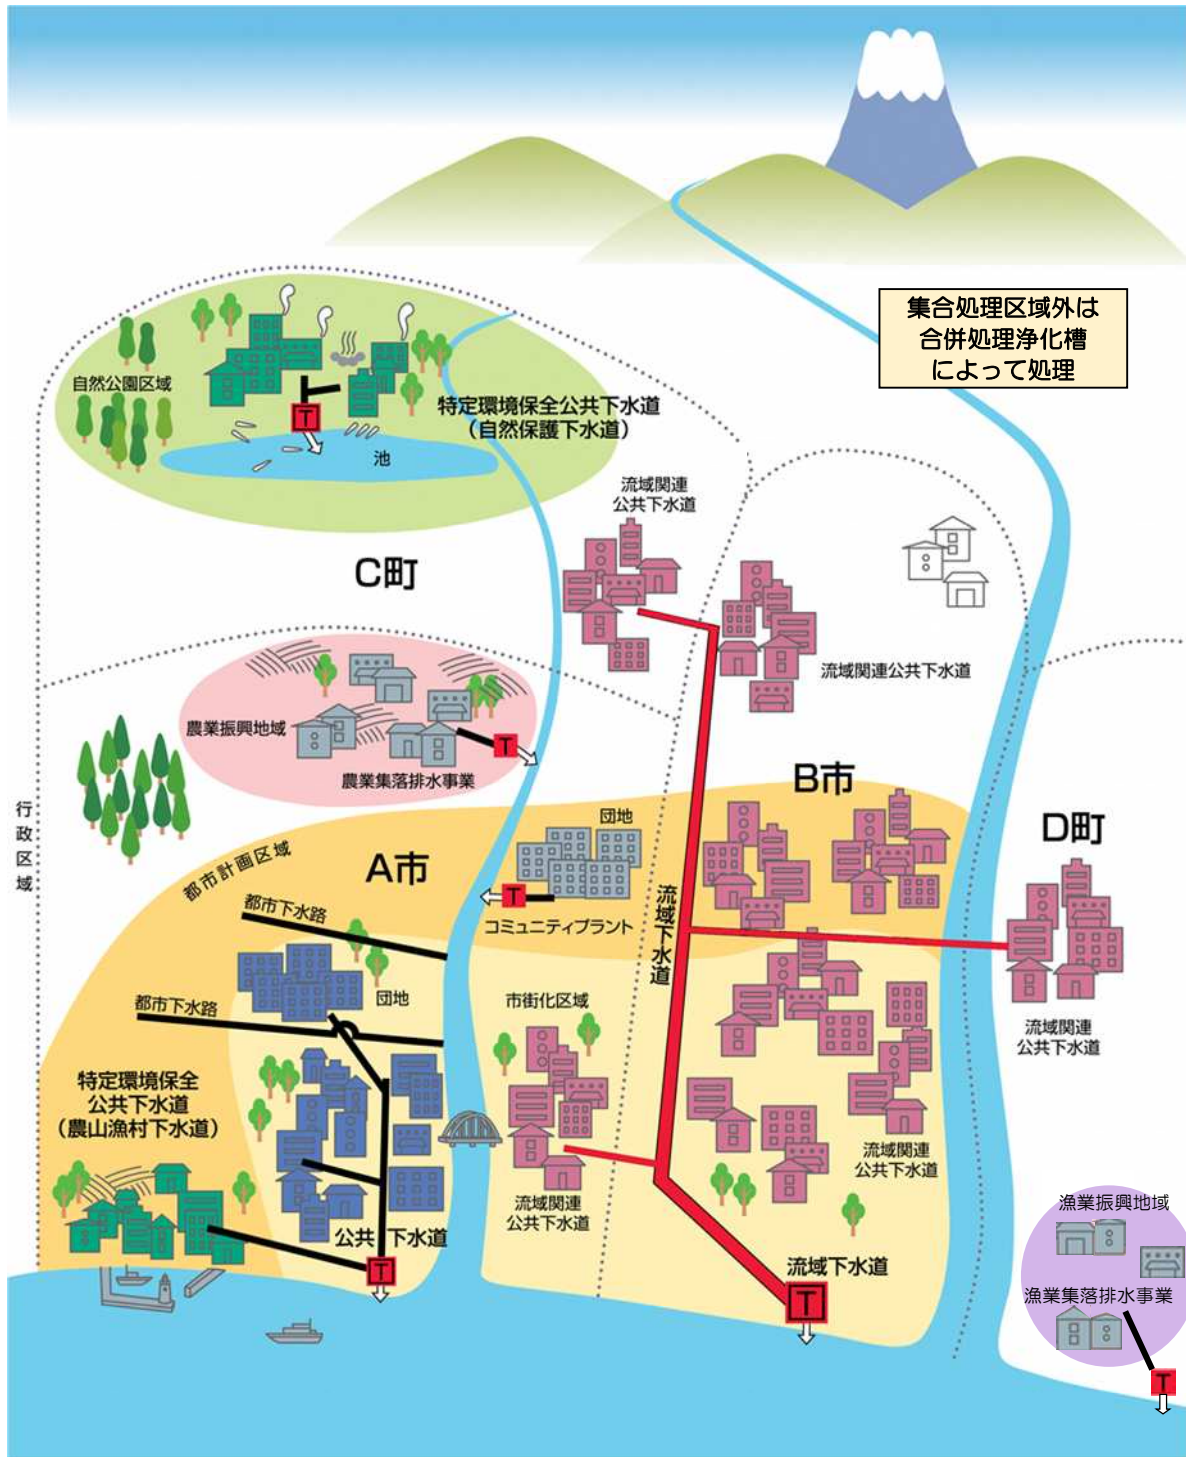 集合処理区域外は
合併処理浄化槽
によって処理
自然公園区域
T
特定環境保全公共下水道
（自然保護下水道）
池
流域関連
公共下水道
C町
流域関連公共下水道
農業振興地域
T
農業集落排水事業
行政区域
B市
D町
都市計画区域
A市
団地
T
コミュニティプラント
流域下水道
都市下水路
団地
都市下水路
市街化区域
流域関連
公共下水道
特定環境保全
公共下水道
（農山漁村下水道）
流域関連
公共下水道
流域関連
公共下水道
公共下水道
T
流域下水道
T
漁業振興地域
漁業集落排水事業
T